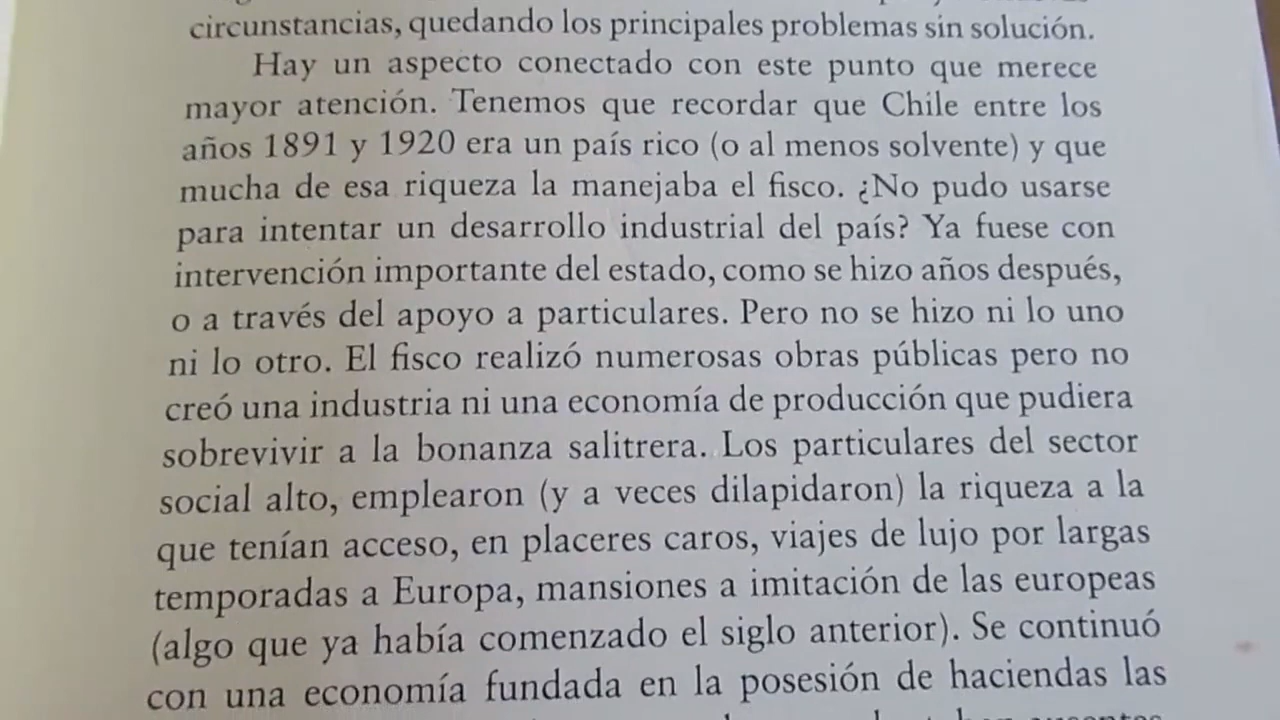 circunstancias, quedando los principales problemas sin solución.
Hay un aspecto conectado con este punto que merece
mayor atención. Tenemos que recordar que Chile entre los
años 1891 y 1920 era un país rico (o al menos solvente) y que
mucha de esa riqueza la manejaba el fisco. ¿No pudo usarse
para intentar un desarrollo industrial del país? Ya fuese con
intervención importante del estado, como se hizo años después,
o a través del apoyo a particulares. Pero no se hizo ni lo uno
ni lo otro. El fisco realizó numerosas obras públicas pero no
creó una industria ni una economía de producción que pudiera
sobrevivir a la bonanza salitrera. Los particulares del sector
social alto, emplearon (y a veces dilapidaron) la riqueza a la
que tenían acceso, en placeres caros, viajes de lujo por largas
temporadas a Europa, mansiones a imitación de las europeas
(algo que ya había comenzado el siglo anterior). Se continuó
con una economía fundada en la posesión de haciendas las